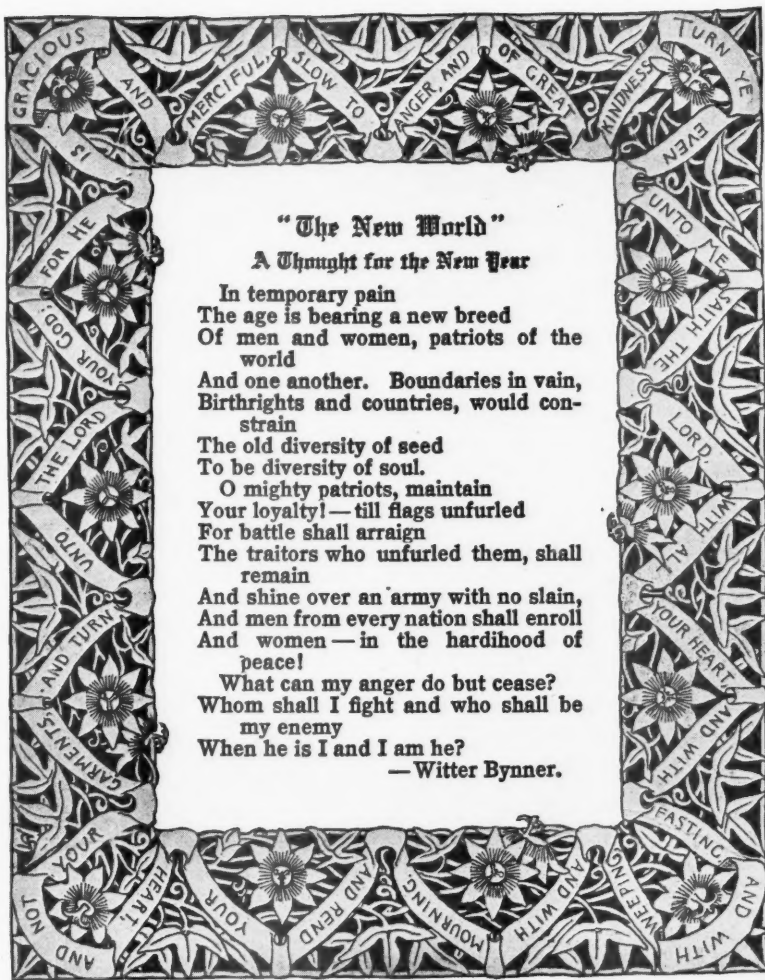 TURN YE
EVEN
UNTO ME
SAITH THE
LORD,
WITH ALL
YOUR HEART,
AND WITH
FASTING,
AND WITH
WEEPING
AND WITH
MOURNING.
AND REND
YOUR
HEART,
AND NOT
YOUR
GARMENTS,
AND TURN
UNTO
THE LORD
YOUR GOD:
FOR HE
IS
GRACIOUS
AND
MERCIFUL,
SLOW TO
ANGER, AND
OF GREAT
KINDNESS
"The New World"
A Thought for the New Year
In temporary pain
The age is bearing a new breed
Of men and women, patriots of the
world
And one another. Boundaries in vain,
Birthrights and countries, would con-
strain
The old diversity of seed
To be diversity of soul.
O mighty patriots, maintain
Your loyalty!—till flags unfurled
For battle shall arraign
The traitors who unfurled them, shall
remain
And shine over an army with no slain,
And men from every nation shall enroll
And women—in the hardihood of
peace!
What can my anger do but cease?
Whom shall I fight and who shall be
my enemy
When he is I and I am he?
—Witter Bynner.